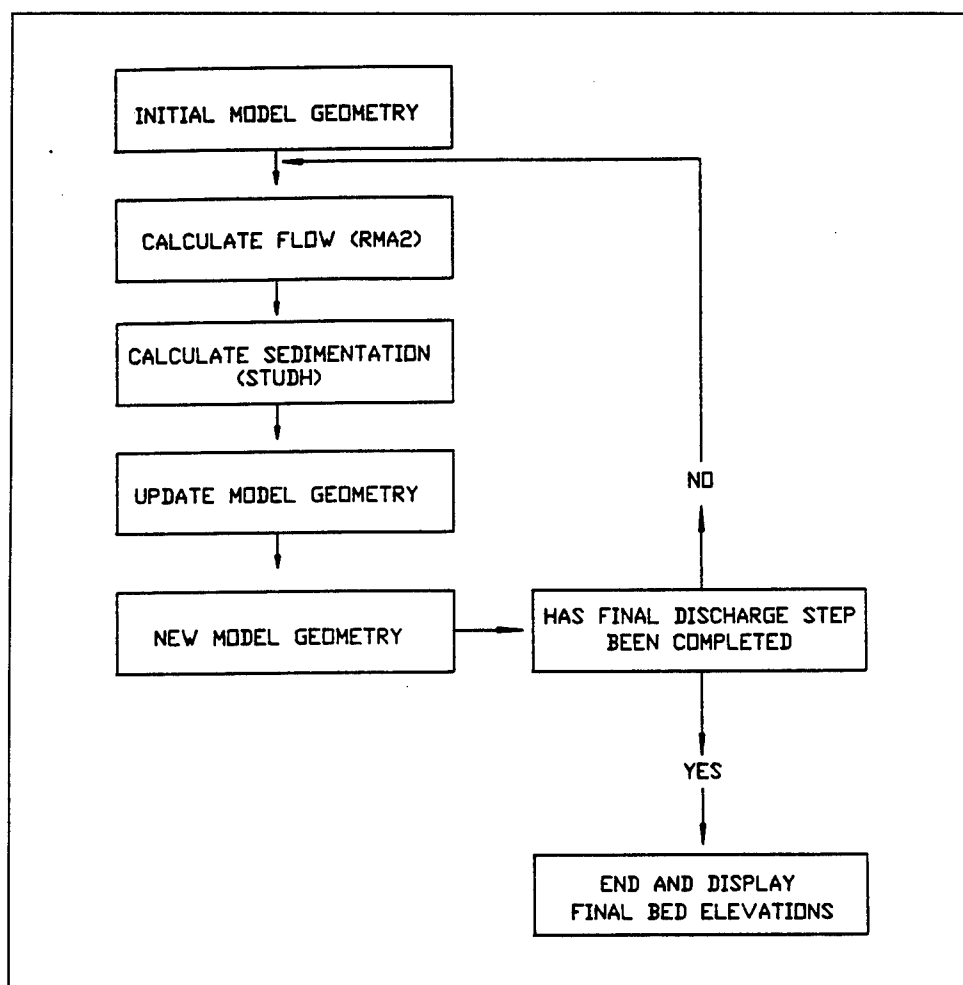 INITIAL MODEL GEOMETRY
CALCULATE FLOW (RMA2)
CALCULATE SEDIMENTATION
(STUDH)
UPDATE MODEL GEOMETRY
NEW MODEL GEOMETRY
HAS FINAL DISCHARGE STEP
BEEN COMPLETED
NO
YES
END AND DISPLAY
FINAL BED ELEVATIONS